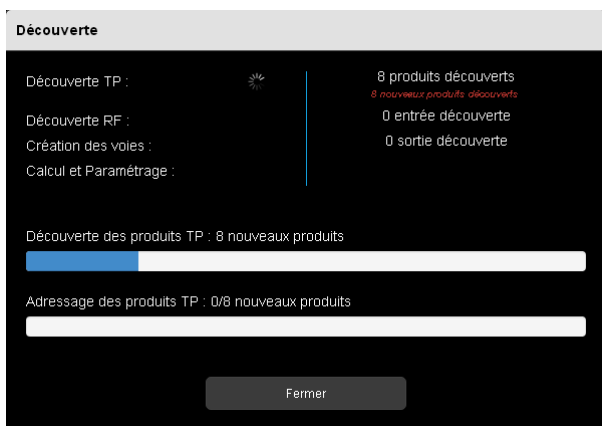 Découverte
Découverte TP :
8 produits découverts
8 nouveaux produits découverts
Découverte RF :
0 entrée découverte
Création des voies :
0 sortie découverte
Calcul et Paramétrage :
Découverte des produits TP : 8 nouveaux produits
Adressage des produits TP : 0/8 nouveaux produits
Fermer